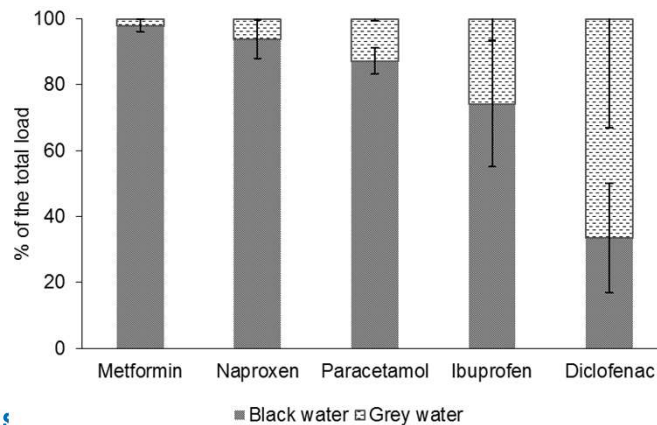 % of the total load
100
80
60
40
20
0
Metformin Naproxen Paracetamol Ibuprofen Diclofenac
Black water Grey water